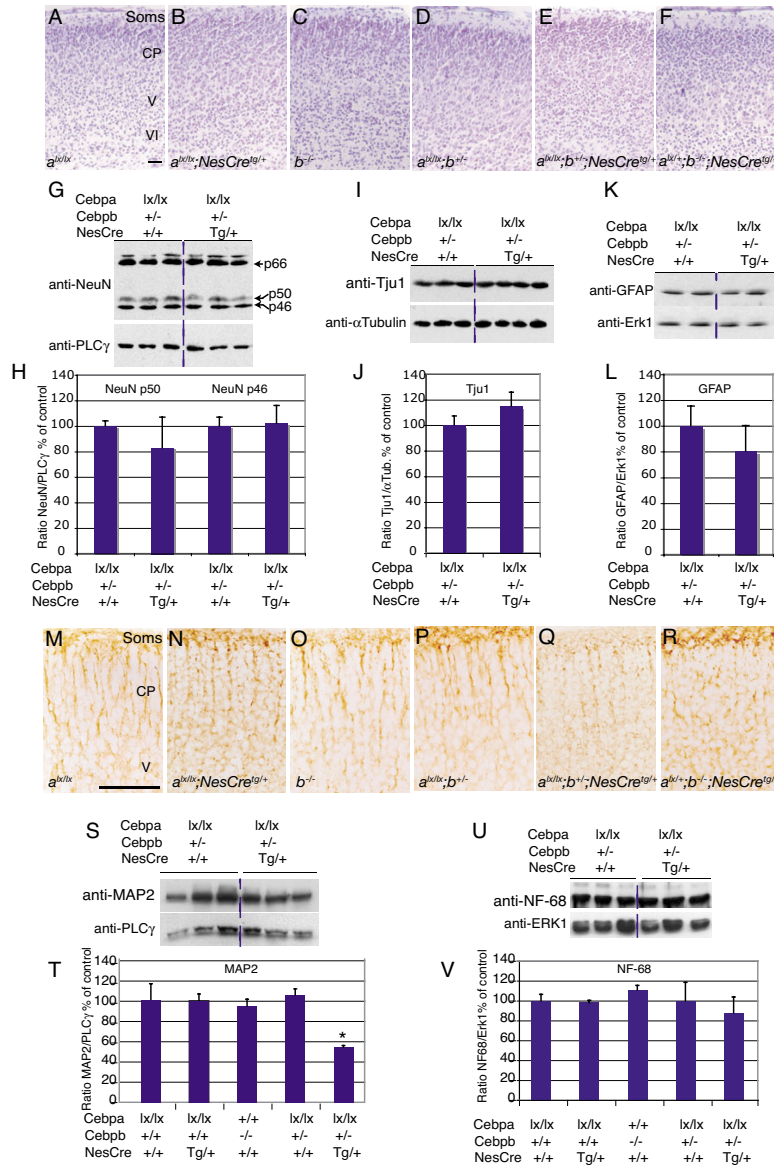 A B C D E F
Soms
CP
V
VI
a^lx/lx a^lx/lx;NesCre^tg/+ b^-/- a^lx/lx;b^+/- a^lx/lx;b^+/-;NesCre^tg/+ a^lx/+;b^-/-;NesCre^tg/+
G
Cebpa lx/lx lx/lx
Cebpb +/- +/-
NesCre +/+ Tg/+
anti-NeuN
p66
p50
p46
anti-PLCγ
I
Cebpa lx/lx lx/lx
Cebpb +/- +/-
NesCre +/+ Tg/+
anti-Tju1
anti-αTubulin
K
Cebpa lx/lx lx/lx
Cebpb +/- +/-
NesCre +/+ Tg/+
anti-GFAP
anti-Erk1
H
NeuN p50 NeuN p46
Ratio NeuN/PLCγ % of control
140
120
100
80
60
40
20
0
Cebpa lx/lx lx/lx lx/lx lx/lx
Cebpb +/- +/- +/- +/-
NesCre +/+ Tg/+ +/+ Tg/+
J
Tju1
Ratio Tju1/αTub. % of control
140
120
100
80
60
40
20
0
Cebpa lx/lx lx/lx
Cebpb +/- +/-
NesCre +/+ Tg/+
L
GFAP
Ratio GFAP/Erk1% of control
140
120
100
80
60
40
20
0
Cebpa lx/lx lx/lx
Cebpb +/- +/-
NesCre +/+ Tg/+
M N O P Q R
Soms
CP
V
a^lx/lx a^lx/lx;NesCre^tg/+ b^-/- a^lx/lx;b^+/- a^lx/lx;b^+/-;NesCre^tg/+ a^lx/+;b^-/-;NesCre^tg/
S
Cebpa lx/lx lx/lx
Cebpb +/- +/-
NesCre +/+ Tg/+
anti-MAP2
anti-PLCγ
U
Cebpa lx/lx lx/lx
Cebpb +/- +/-
NesCre +/+ Tg/+
anti-NF-68
anti-ERK1
T
MAP2
Ratio MAP2/PLCγ % of control
140
120
100
80
60
40
20
0
*
Cebpa lx/lx lx/lx +/+ lx/lx lx/lx
Cebpb +/+ +/+ -/- +/- +/-
NesCre +/+ Tg/+ +/+ +/+ Tg/+
V
NF-68
Ratio NF68/Erk1% of control
140
120
100
80
60
40
20
0
Cebpa lx/lx lx/lx +/+ lx/lx lx/lx
Cebpb +/+ +/+ -/- +/- +/-
NesCre +/+ Tg/+ +/+ +/+ Tg/+